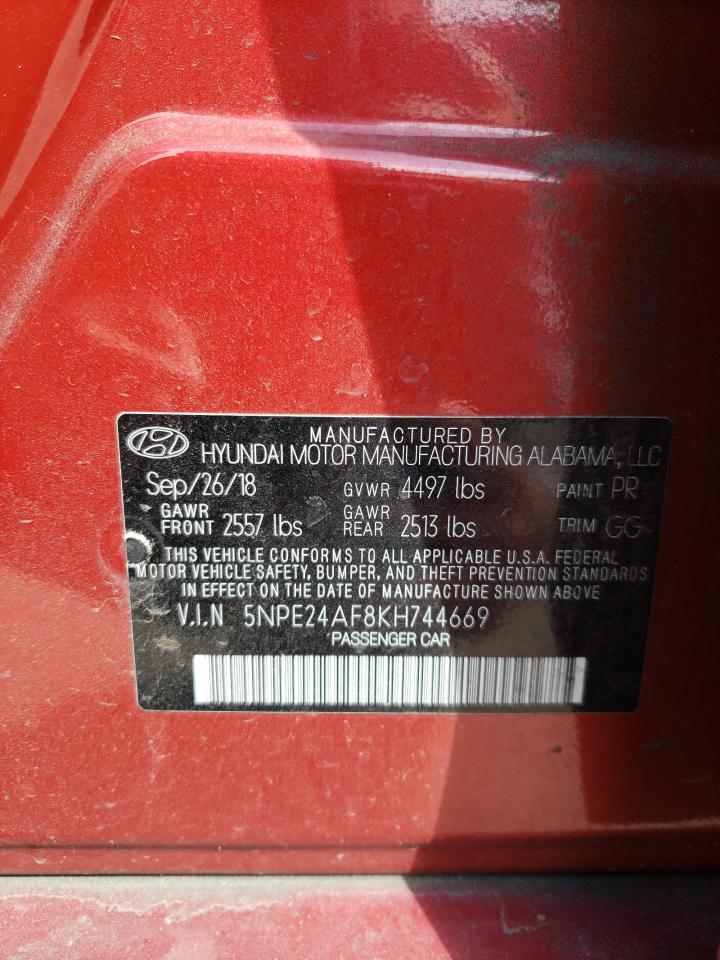 MANUFACTURED BY
HYUNDAI MOTOR MANUFACTURING ALABAMA, LLC
Sep/26/18 GVWR 4497 lbs PAINT PR
GAWR FRONT 2557 lbs GAWR REAR 2513 lbs TRIM GG
THIS VEHICLE CONFORMS TO ALL APPLICABLE U.S.A. FEDERAL
MOTOR VEHICLE SAFETY, BUMPER, AND THEFT PREVENTION STANDARDS
IN EFFECT ON THE DATE OF MANUFACTURE SHOWN ABOVE
V.I.N 5NPE24AF8KH744669
PASSENGER CAR